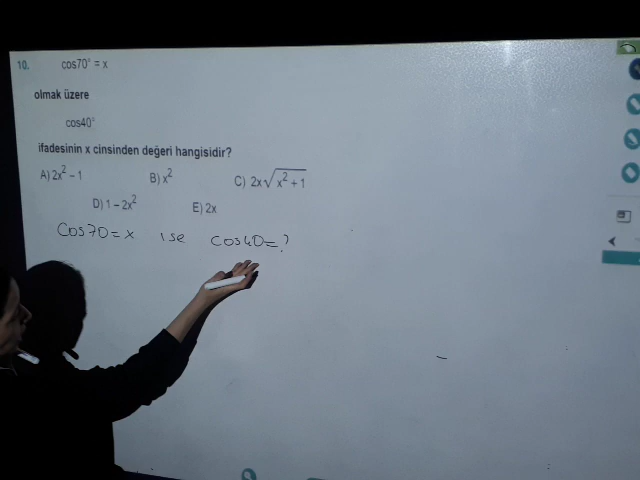 10. cos70° = x
olmak üzere
cos40°
ifadesinin x cinsinden değeri hangisidir?
A) 2x² − 1 B) x² C) 2x√(x² + 1)
D) 1 − 2x² E) 2x
Cos70 = x ise cos40 = ?